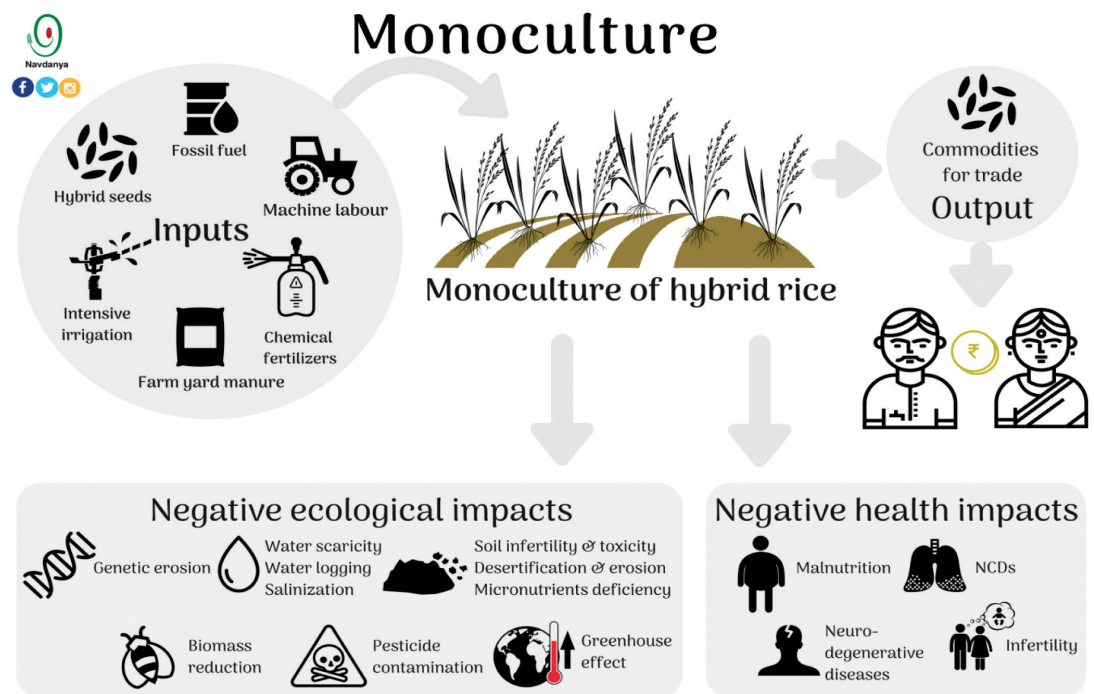 Monoculture
Navdanya
Fossil fuel
Hybrid seeds
Machine labour
Inputs
Intensive
irrigation
Chemical
fertilizers
Farm yard manure
Monoculture of hybrid rice
Commodities
for trade
Output
₹
Negative ecological impacts
Genetic erosion
Water scaricity
Water logging
Salinization
Soil infertility & toxicity
Desertification & erosion
Micronutrients deficiency
Biomass
reduction
Pesticide
contamination
Greenhouse
effect
Negative health impacts
Malnutrition
NCDs
Neuro-
degenerative
diseases
Infertility